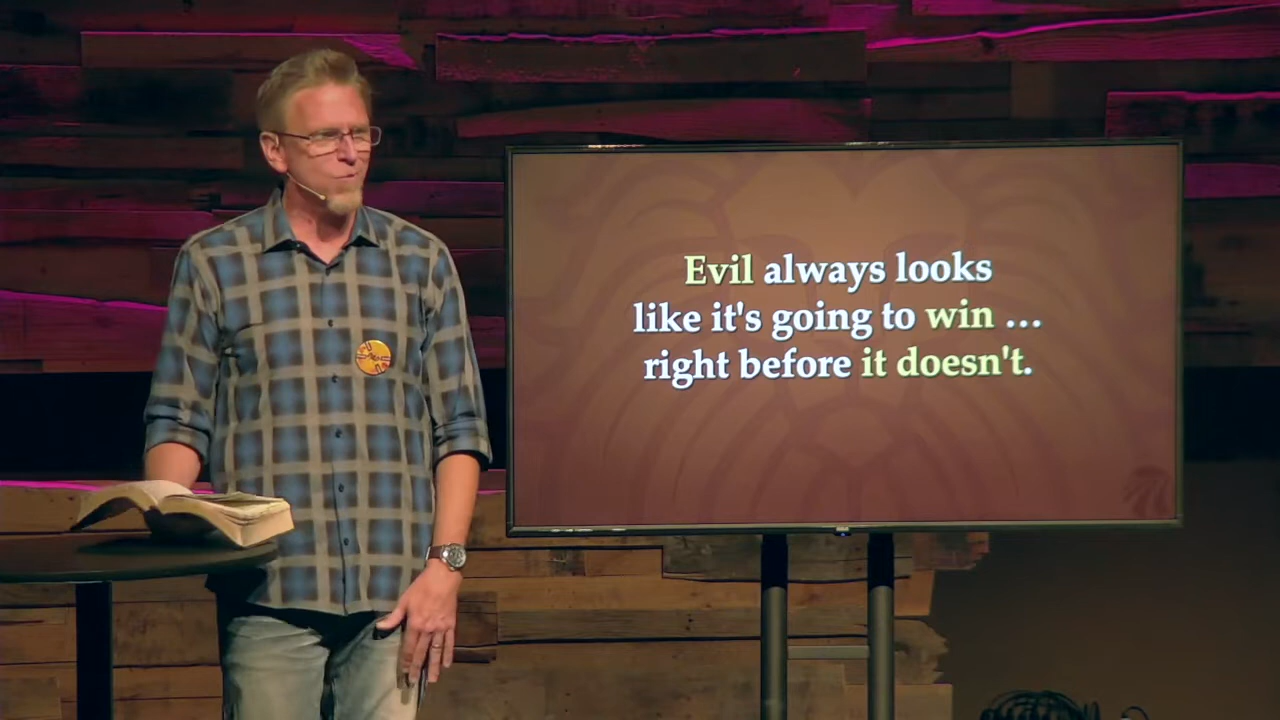 Evil always looks
like it's going to win ...
right before it doesn't.